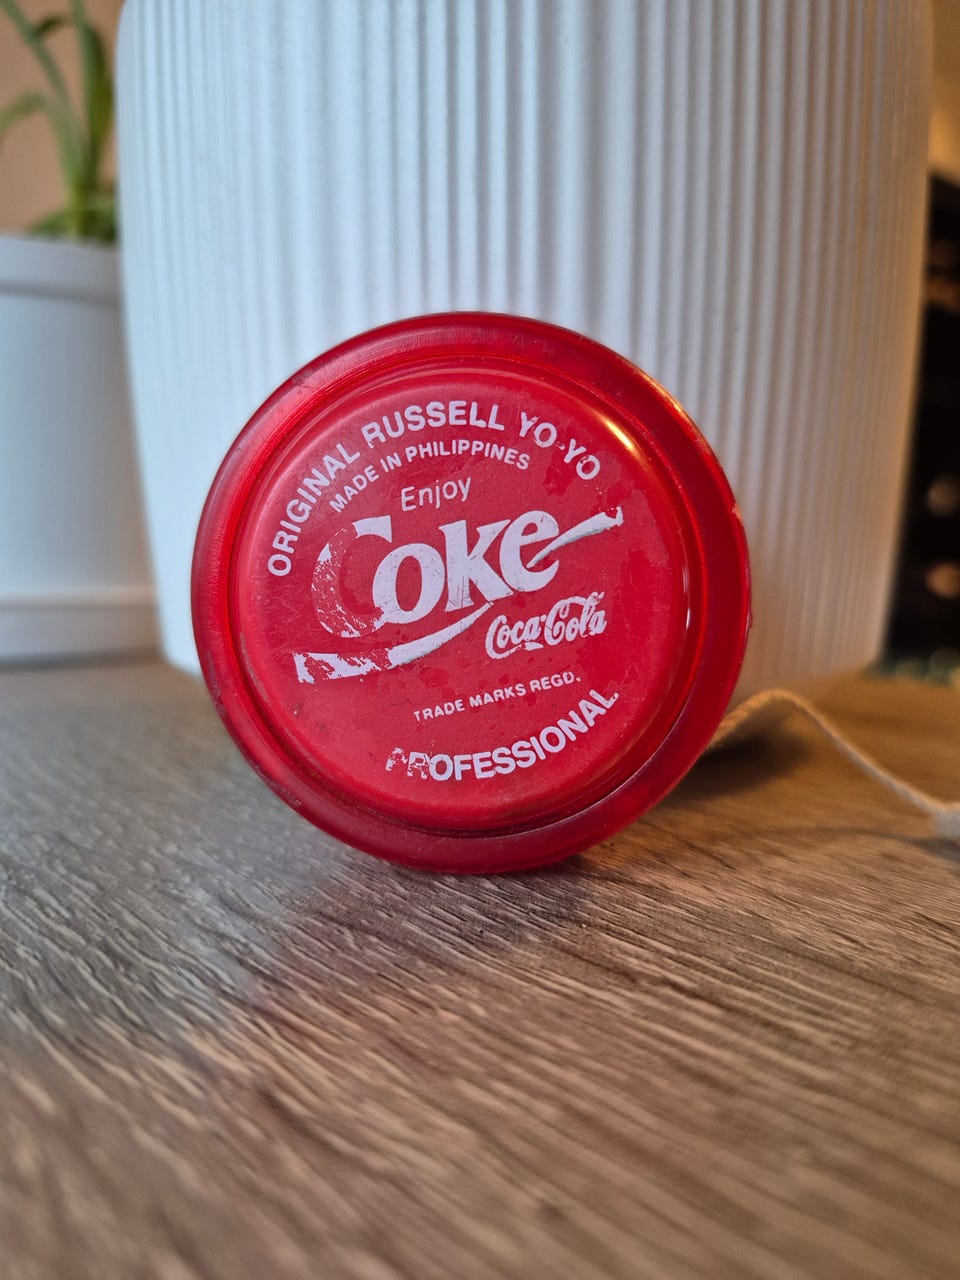 ORIGINAL RUSSELL YO-YO
MADE IN PHILIPPINES
Enjoy
Coke
Coca-Cola
TRADE MARKS REGD.
PROFESSIONAL.